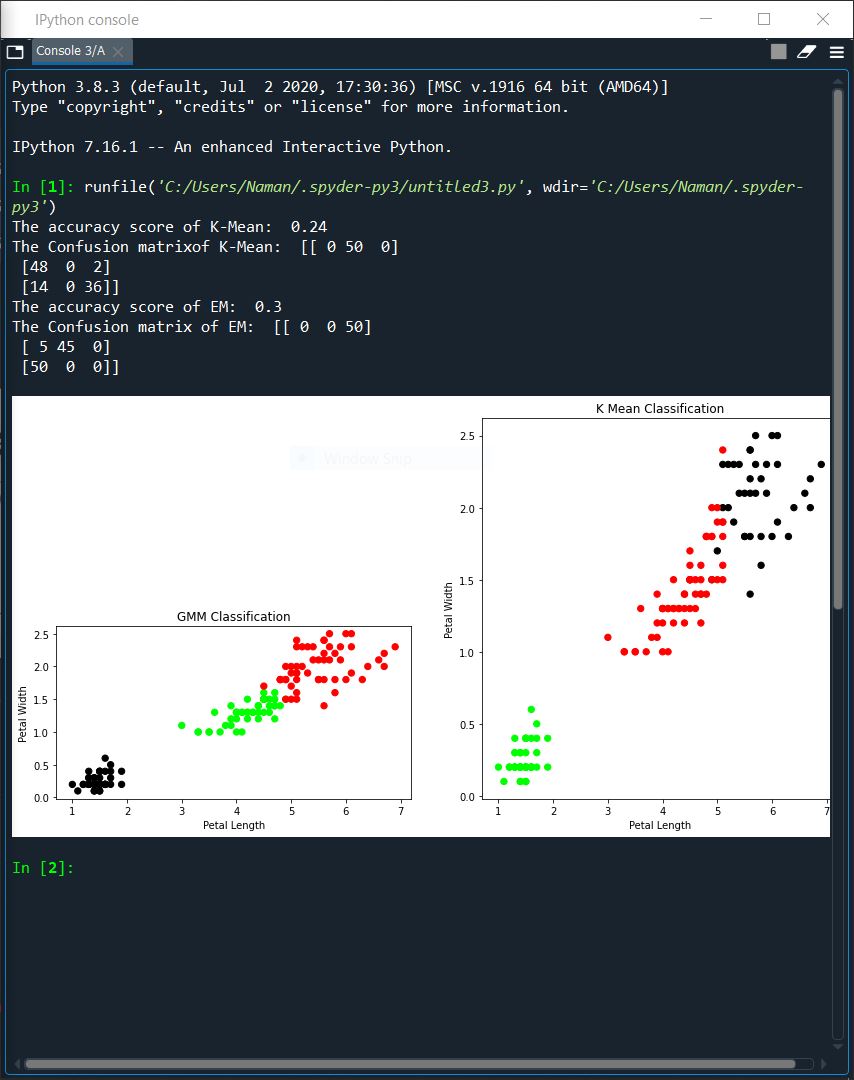 IPython console
Console 3/A
Python 3.8.3 (default, Jul  2 2020, 17:30:36) [MSC v.1916 64 bit (AMD64)]
Type "copyright", "credits" or "license" for more information.
IPython 7.16.1 -- An enhanced Interactive Python.
In [1]: runfile('C:/Users/Naman/.spyder-py3/untitled3.py', wdir='C:/Users/Naman/.spyder-
py3')
The accuracy score of K-Mean:  0.24
The Confusion matrixof K-Mean:  [[ 0 50  0]
 [48  0  2]
 [14  0 36]]
The accuracy score of EM:  0.3
The Confusion matrix of EM:  [[ 0  0 50]
 [ 5 45  0]
 [50  0  0]]
Window Snip
GMM Classification
2.5
2.0
1.5
1.0
0.5
0.0
Petal Width
1 2 3 4 5 6 7
Petal Length
K Mean Classification
2.5
2.0
1.5
1.0
0.5
0.0
Petal Width
1 2 3 4 5 6 7
Petal Length
In [2]: